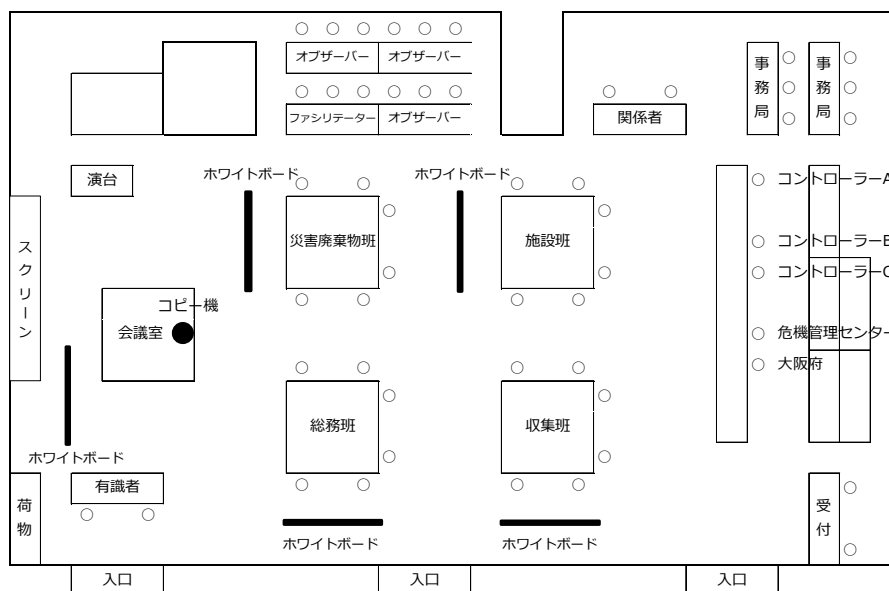 オブザーバー
オブザーバー
ファシリテーター
オブザーバー
関係者
事務局
事務局
演台
ホワイトボード
ホワイトボード
コントローラーA
スクリーン
災害廃棄物班
施設班
コントローラーB
コントローラーC
コピー機
会議室
危機管理センター
大阪府
総務班
収集班
ホワイトボード
有識者
荷物
受付
ホワイトボード
ホワイトボード
入口
入口
入口